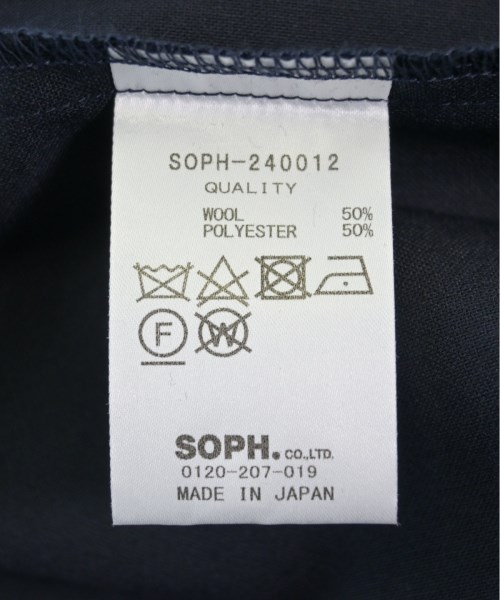 SOPH-240012
QUALITY
WOOL 50%
POLYESTER 50%
F W
SOPH. CO.,LTD.
0120-207-019
MADE IN JAPAN